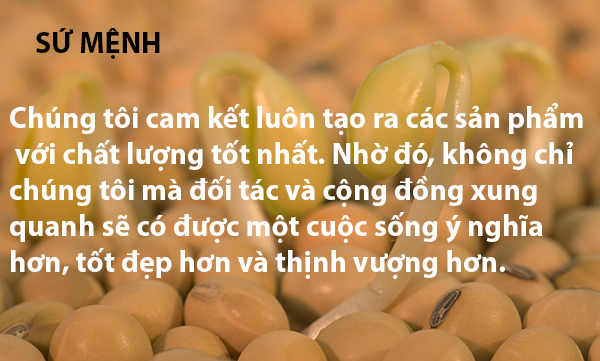 SỨ MỆNH
Chúng tôi cam kết luôn tạo ra các sản phẩm
với chất lượng tốt nhất. Nhờ đó, không chỉ
chúng tôi mà đối tác và cộng đồng xung
quanh sẽ có được một cuộc sống ý nghĩa
hơn, tốt đẹp hơn và thịnh vượng hơn.